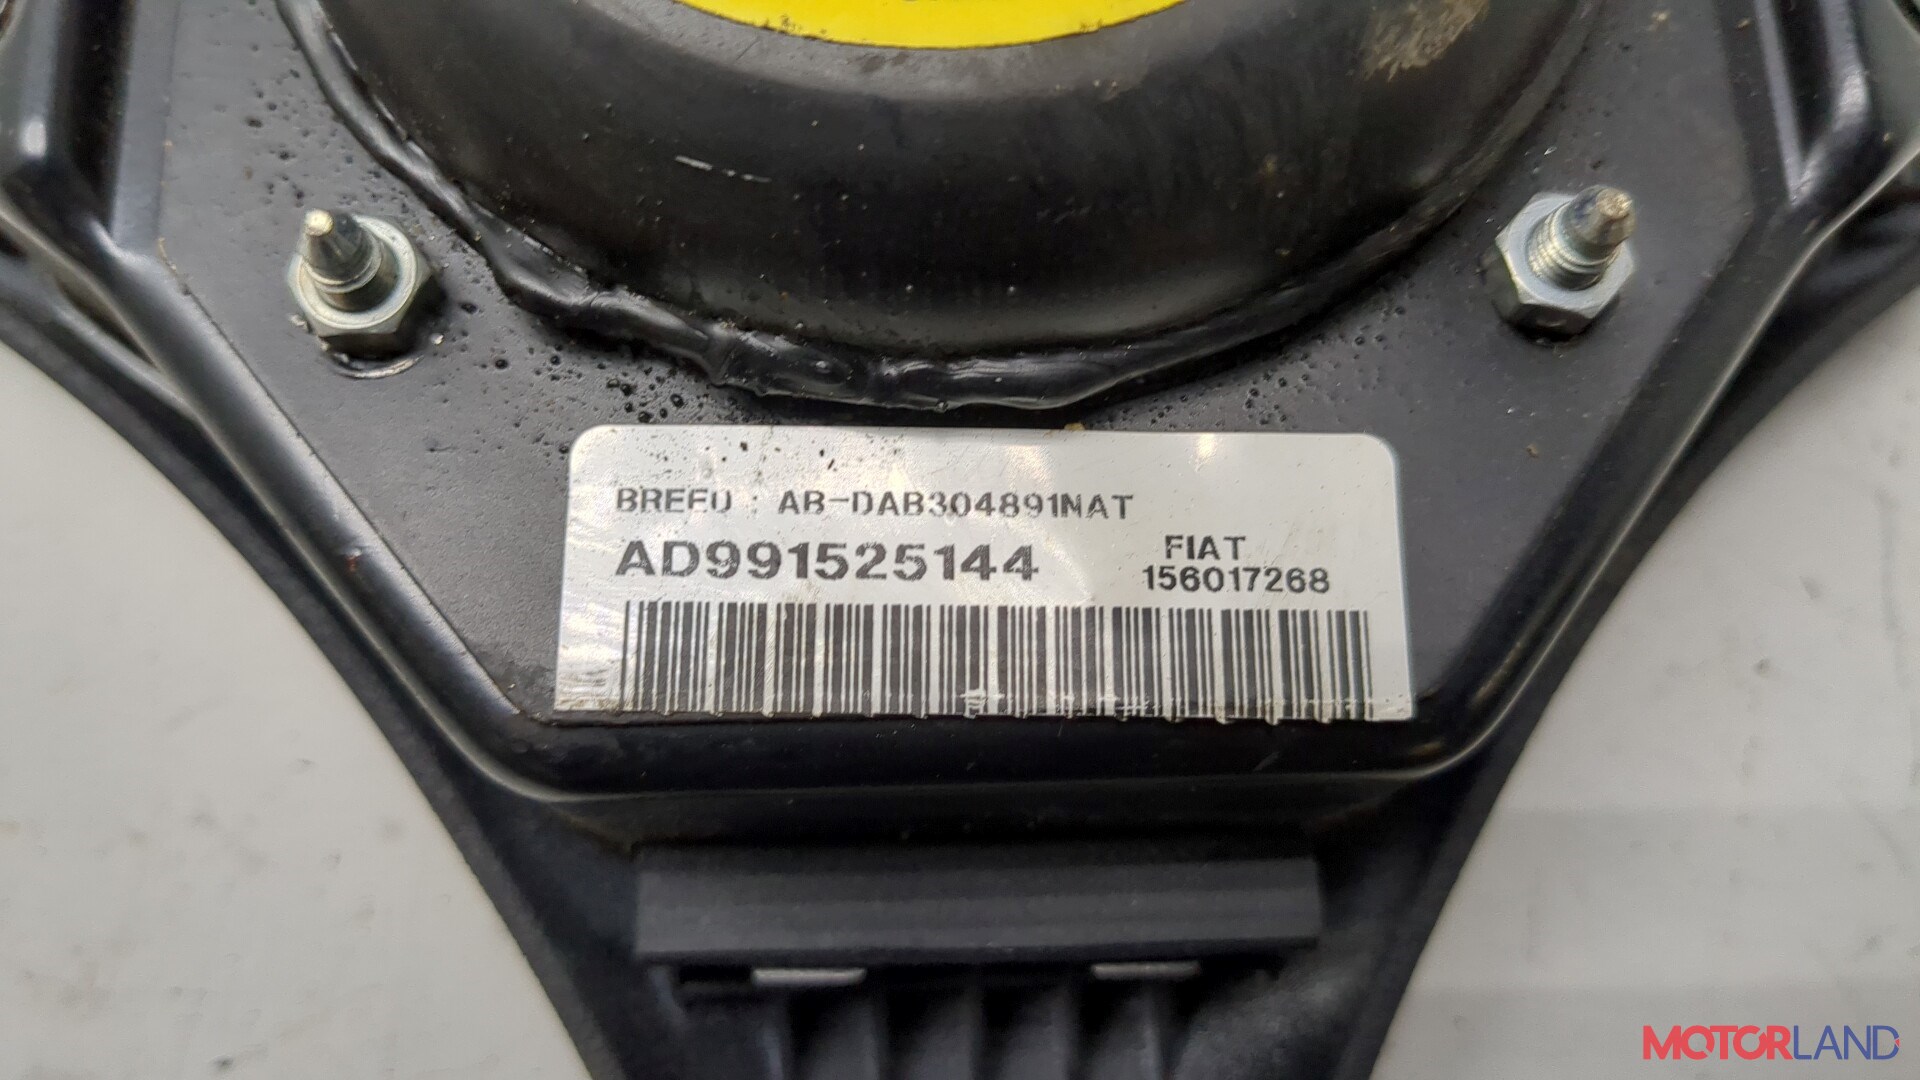 BREEU : AB-DAB304891NAT
AD991525144
FIAT
156017268
MOTORLAND